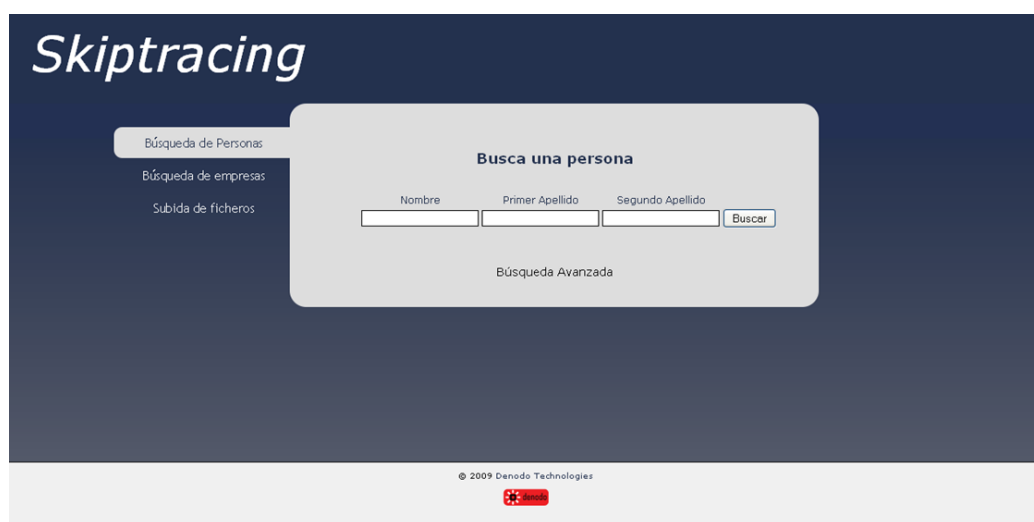 Skiptracing
Búsqueda de Personas
Búsqueda de empresas
Subida de ficheros
Busca una persona
Nombre Primer Apellido Segundo Apellido
Buscar
Búsqueda Avanzada
© 2009 Denodo Technologies
denodo